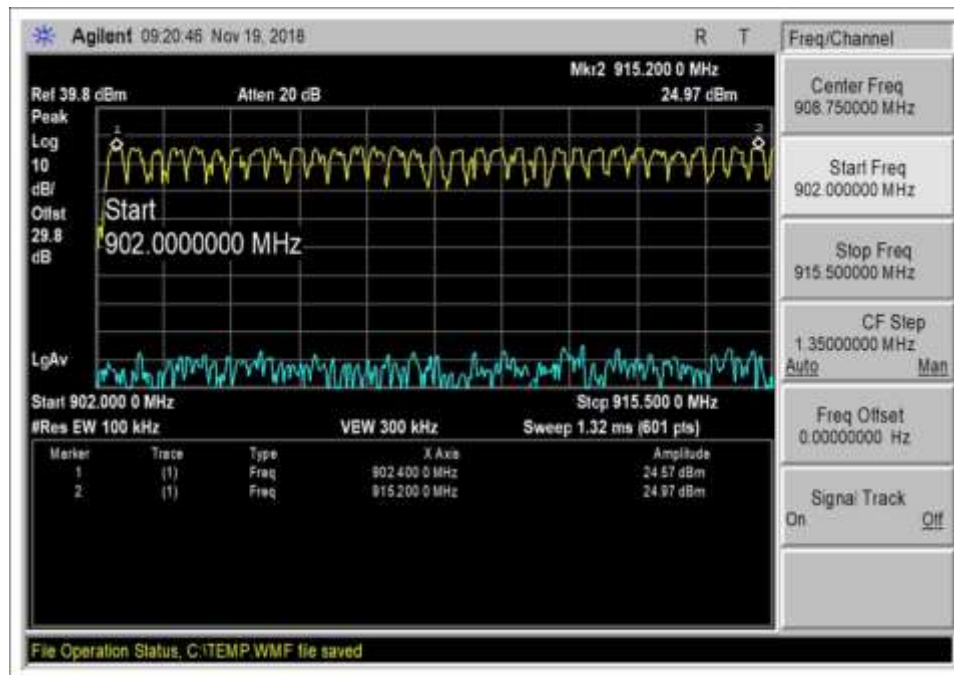 Agilent 09:20:46 Nov 19, 2018 R T
Mkr2 915.200 0 MHz
Ref 39.8 dBm Atten 20 dB 24.97 dBm
Peak
Log
10
dB/
Offst
29.8
dB
1
2
Start
902.0000000 MHz
LgAv
Start 902.000 0 MHz Stop 915.500 0 MHz
#Res BW 100 kHz VBW 300 kHz Sweep 1.32 ms (601 pts)
Marker Trace Type X Axis Amplitude
1 (1) Freq 902.400 0 MHz 24.57 dBm
2 (1) Freq 915.200 0 MHz 24.97 dBm
File Operation Status, C:\TEMP.WMF file saved
Freq/Channel
Center Freq
908.750000 MHz
Start Freq
902.000000 MHz
Stop Freq
915.500000 MHz
CF Step
1.35000000 MHz
Auto Man
Freq Offset
0.00000000 Hz
Signal Track
On Off